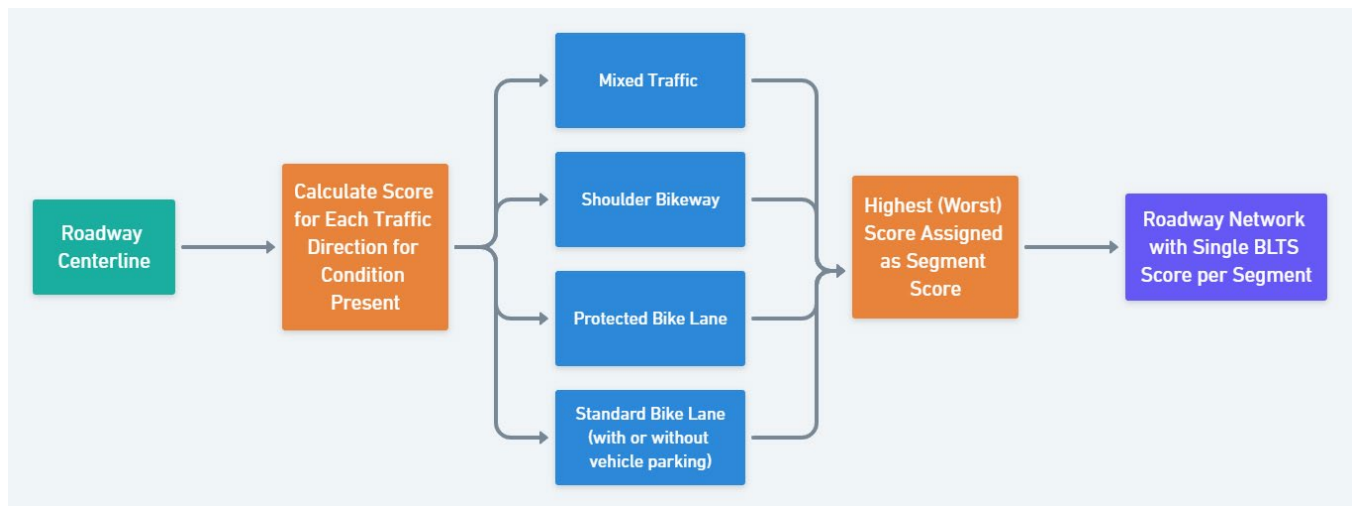 Roadway
Centerline
Calculate Score
for Each Traffic
Direction for
Condition
Present
Mixed Traffic
Shoulder Bikeway
Protected Bike Lane
Standard Bike Lane
(with or without
vehicle parking)
Highest (Worst)
Score Assigned
as Segment
Score
Roadway Network
with Single BLTS
Score per Segment